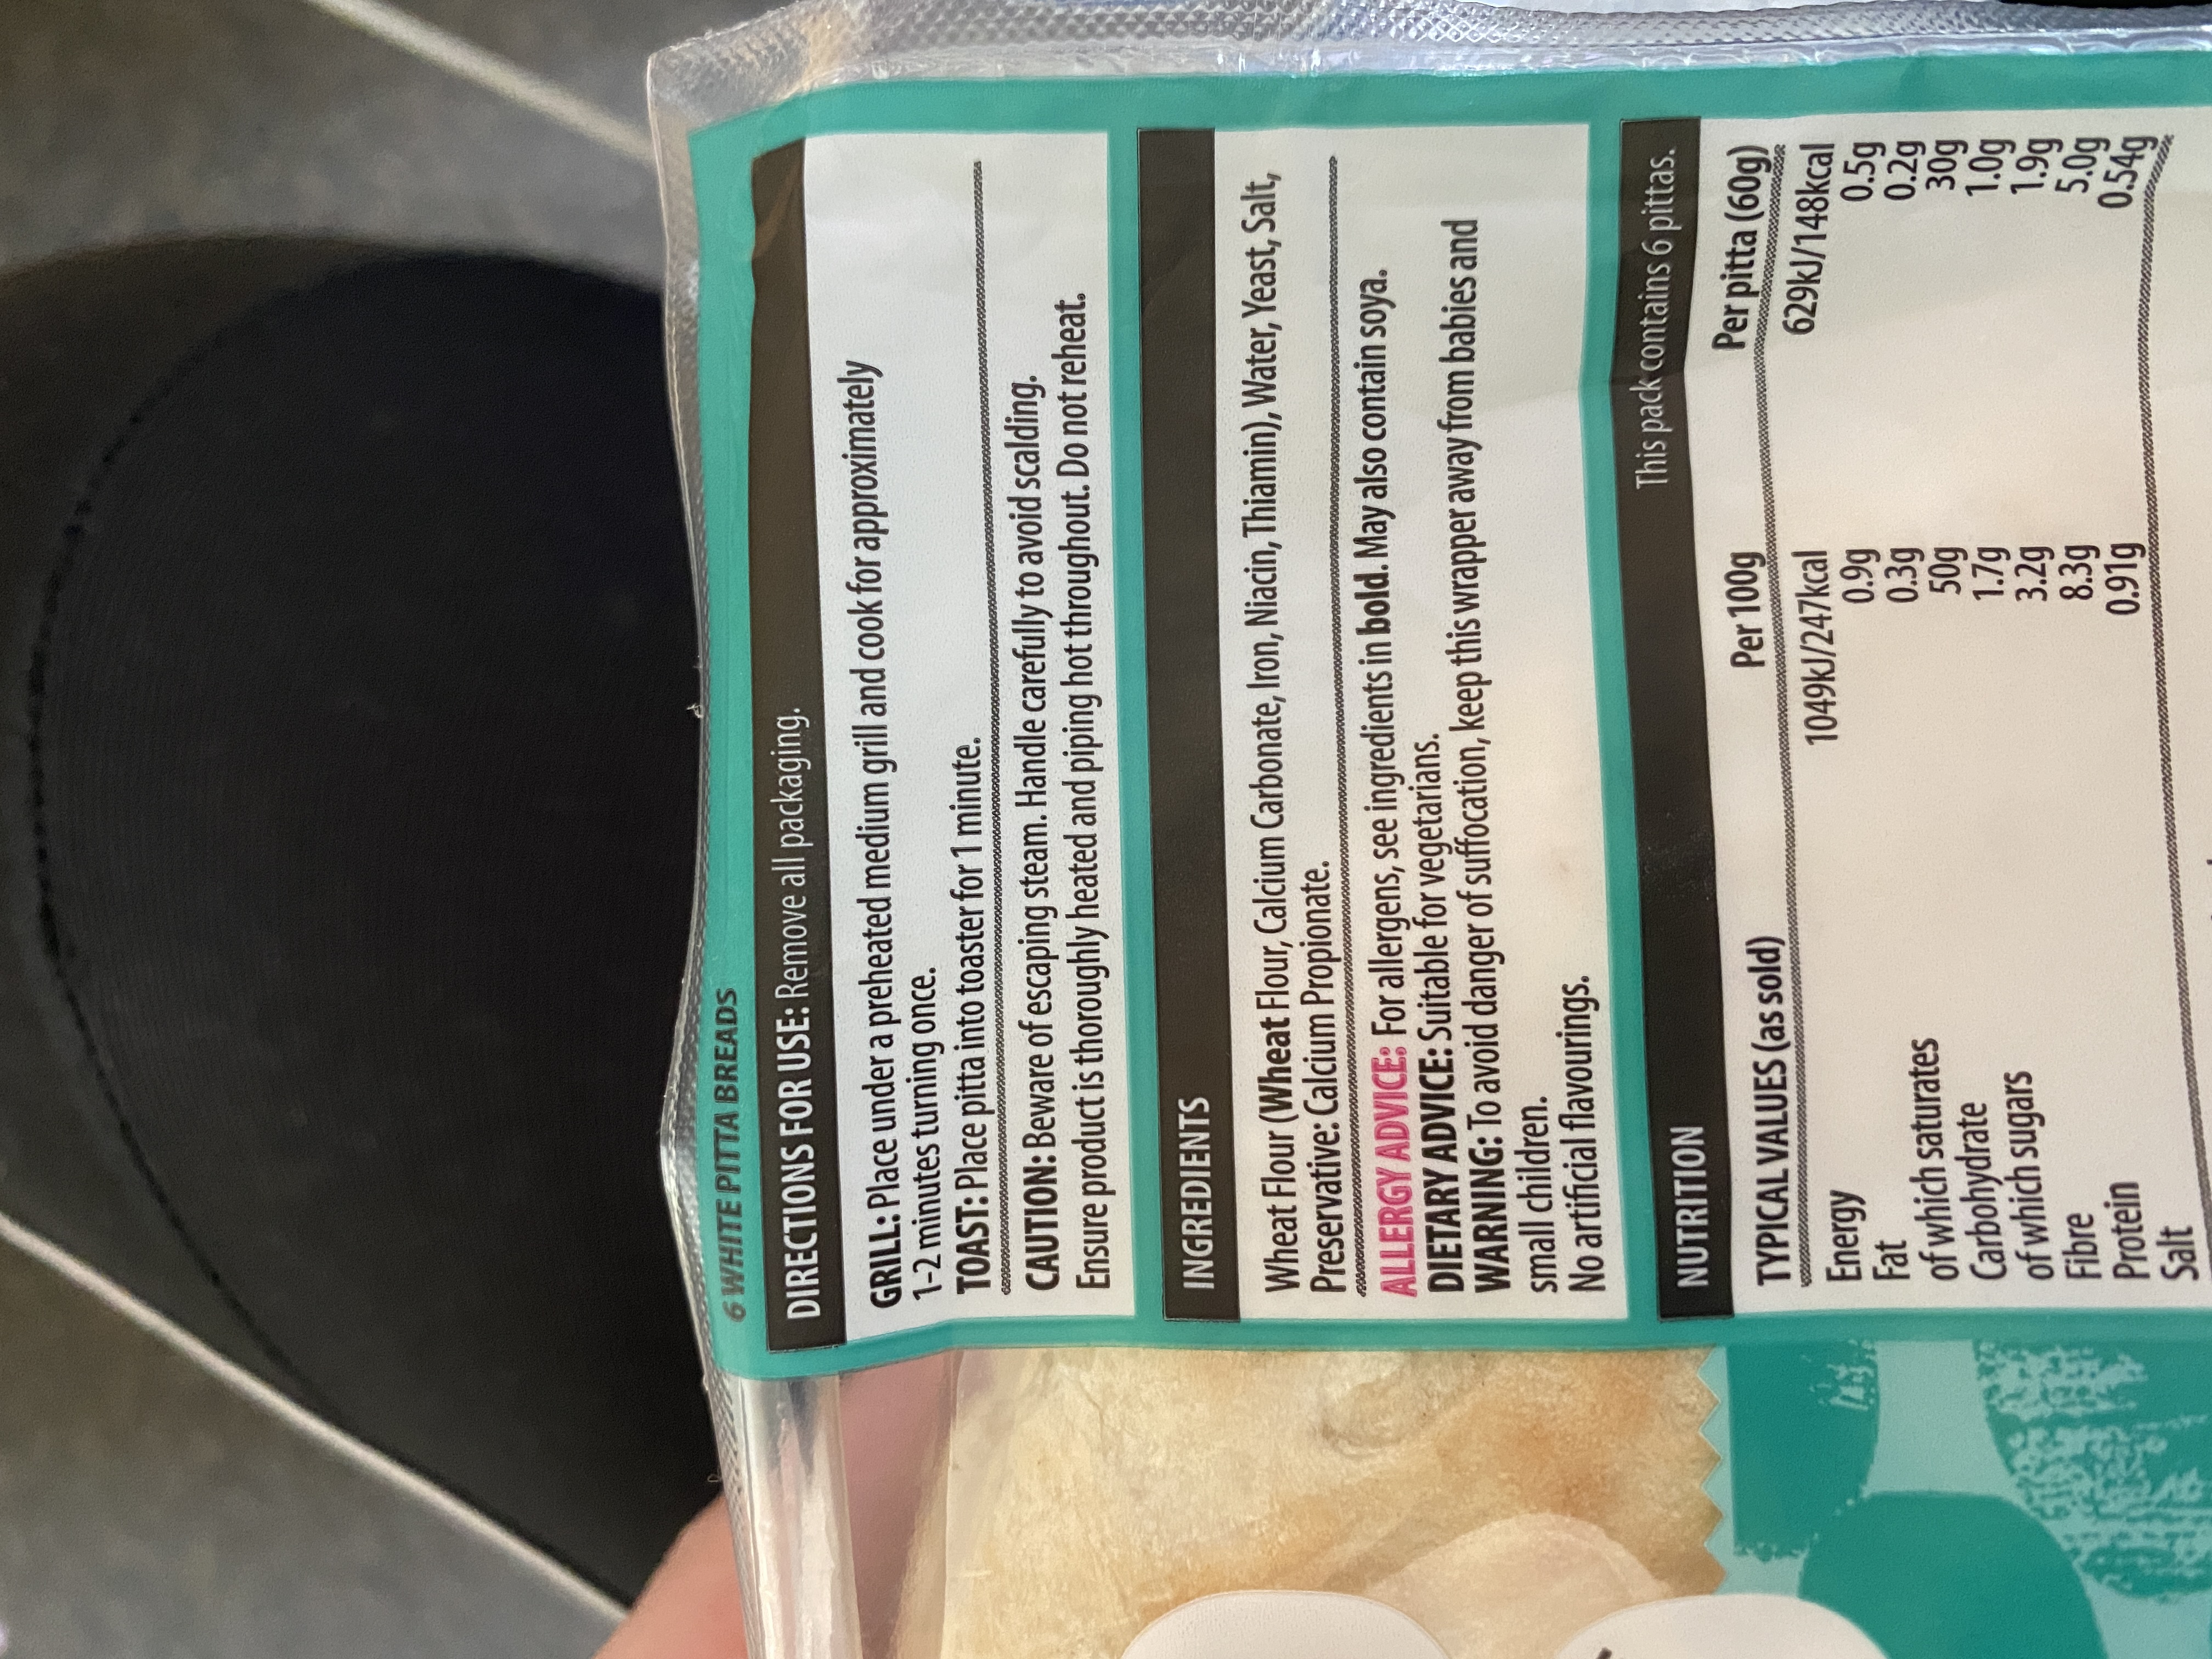 6 WHITE PITTA BREADS
DIRECTIONS FOR USE: Remove all packaging.
GRILL: Place under a preheated medium grill and cook for approximately
1-2 minutes turning once.
TOAST: Place pitta into toaster for 1 minute.
CAUTION: Beware of escaping steam. Handle carefully to avoid scalding.
Ensure product is thoroughly heated and piping hot throughout. Do not reheat.
INGREDIENTS
Wheat Flour (Wheat Flour, Calcium Carbonate, Iron, Niacin, Thiamin), Water, Yeast, Salt,
Preservative: Calcium Propionate.
ALLERGY ADVICE: For allergens, see ingredients in bold. May also contain soya.
DIETARY ADVICE: Suitable for vegetarians.
WARNING: To avoid danger of suffocation, keep this wrapper away from babies and
small children.
No artificial flavourings.
NUTRITION This pack contains 6 pittas.
TYPICAL VALUES (as sold) Per 100g Per pitta (60g)
Energy 1049kJ/247kcal 629kJ/148kcal
Fat 0.9g 0.5g
of which saturates 0.3g 0.2g
Carbohydrate 50g 30g
of which sugars 1.7g 1.0g
Fibre 3.2g 1.9g
Protein 8.3g 5.0g
Salt 0.91g 0.54g